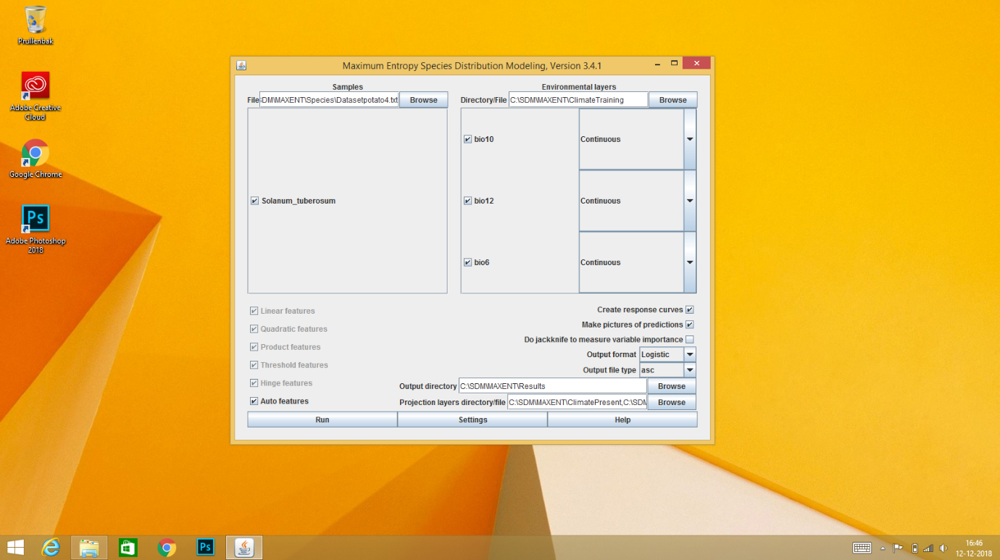 Prullenbak
Adobe Creative
Cloud
Google Chrome
Ps
Adobe Photoshop
2018
Maximum Entropy Species Distribution Modeling, Version 3.4.1
Samples
File :DM\MAXENT\Species\Datasetpotato4.txt Browse
Solanum_tuberosum
Environmental layers
Directory/File C:\SDM\MAXENT\ClimateTraining Browse
bio10 Continuous
bio12 Continuous
bio6 Continuous
Linear features
Quadratic features
Product features
Threshold features
Hinge features
Auto features
Create response curves
Make pictures of predictions
Do jackknife to measure variable importance
Output format Logistic
Output file type asc
Output directory C:\SDM\MAXENT\Results Browse
Projection layers directory/file C:\SDM\MAXENT\ClimatePresent,C:\SDM Browse
Run Settings Help
Ps
16:46
12-12-2018